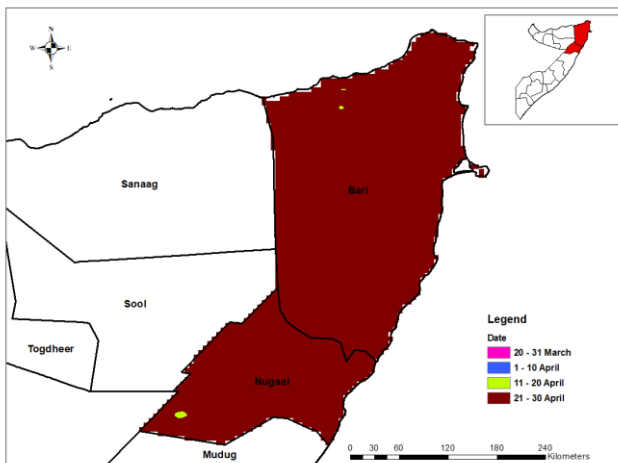 N
W E
S
Sanaag
Bari
Sool
Togdheer
Nugaal
Mudug
Legend
Date
20 - 31 March
1 - 10 April
11 - 20 April
21 - 30 April
0 15 30 60 120 180 240
Kilometers